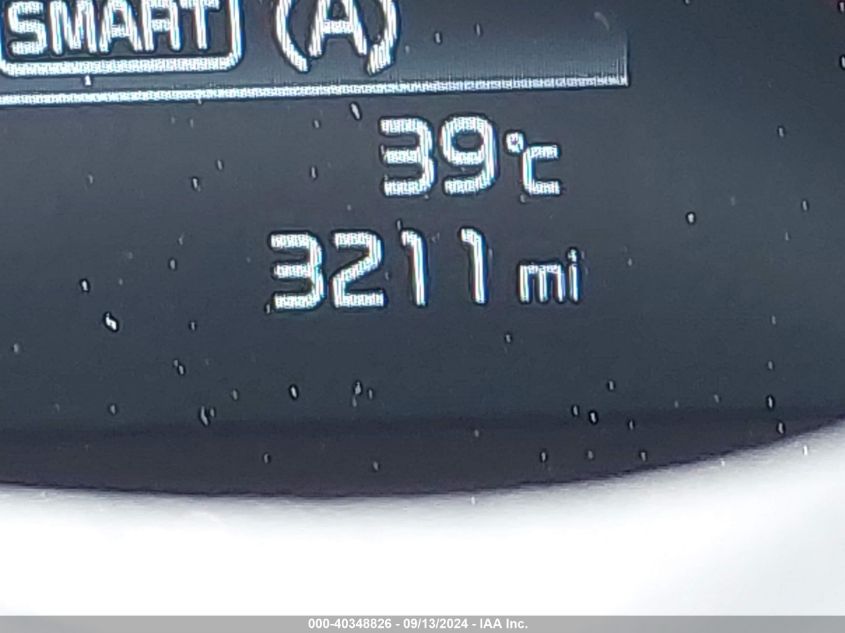 SMART (A)
39°C
3211 mi
000-40348826 - 09/13/2024 - IAA Inc.